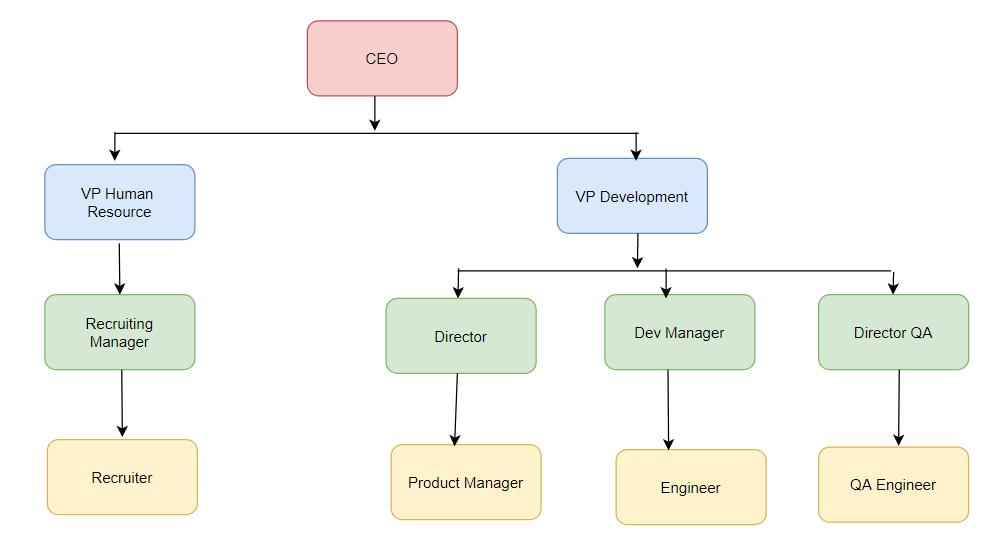 CEO
VP Human
Resource
VP Development
Recruiting
Manager
Director
Dev Manager
Director QA
Recruiter
Product Manager
Engineer
QA Engineer